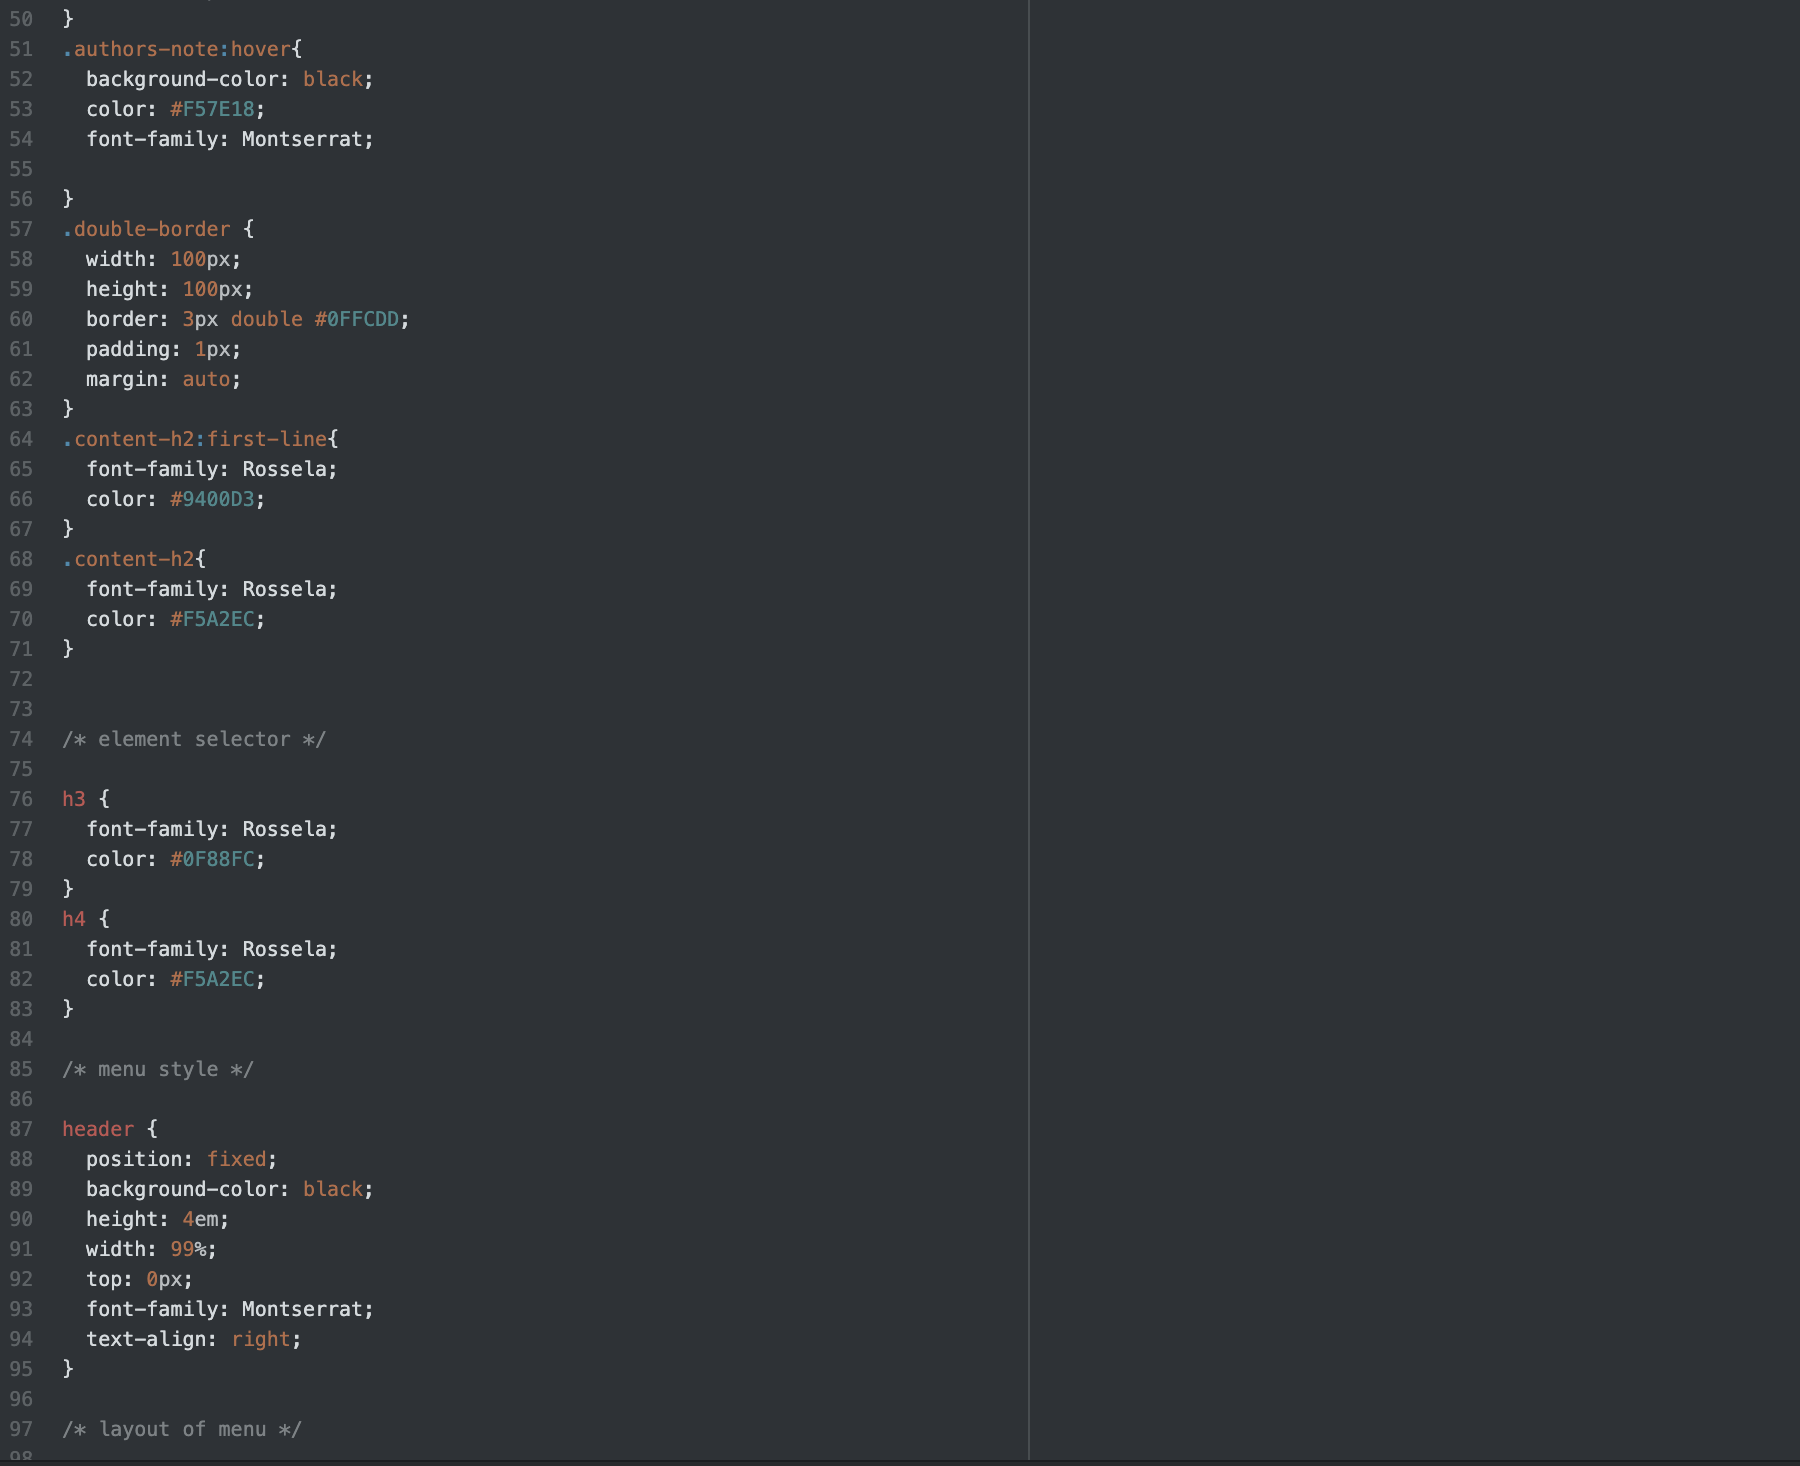 50 }
51 .authors-note:hover{
52 background-color: black;
53 color: #F57E18;
54 font-family: Montserrat;
55
56 }
57 .double-border {
58 width: 100px;
59 height: 100px;
60 border: 3px double #0FFCDD;
61 padding: 1px;
62 margin: auto;
63 }
64 .content-h2:first-line{
65 font-family: Rossela;
66 color: #9400D3;
67 }
68 .content-h2{
69 font-family: Rossela;
70 color: #F5A2EC;
71 }
72
73
74 /* element selector */
75
76 h3 {
77 font-family: Rossela;
78 color: #0F88FC;
79 }
80 h4 {
81 font-family: Rossela;
82 color: #F5A2EC;
83 }
84
85 /* menu style */
86
87 header {
88 position: fixed;
89 background-color: black;
90 height: 4em;
91 width: 99%;
92 top: 0px;
93 font-family: Montserrat;
94 text-align: right;
95 }
96
97 /* layout of menu */
98